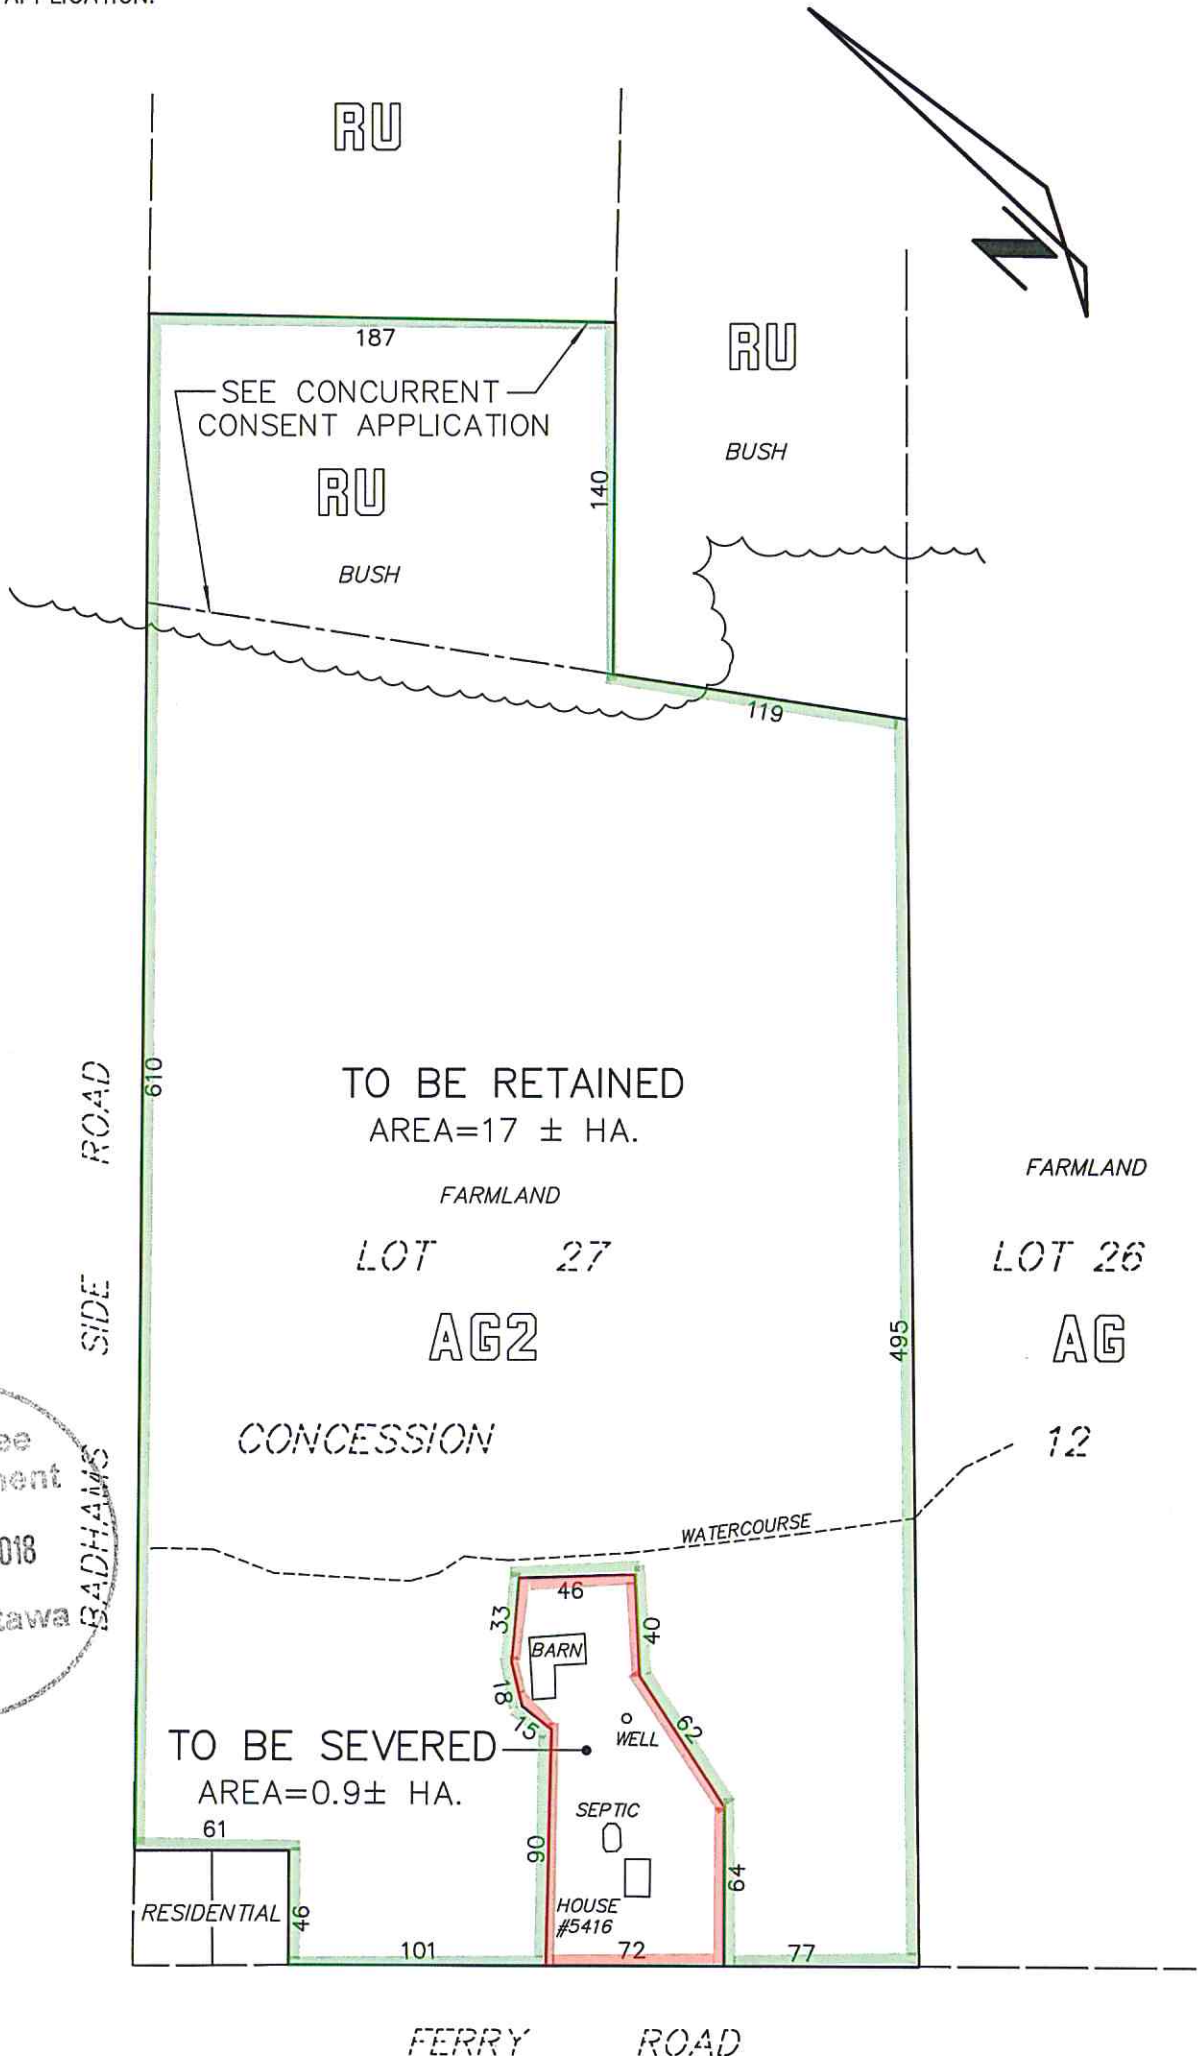 APPLICATION.
RU
187
SEE CONCURRENT
CONSENT APPLICATION
RU
BUSH
140
RU
BUSH
119
610
TO BE RETAINED
AREA=17 ± HA.
FARMLAND
LOT 27
AG2
CONCESSION 12
495
FARMLAND
LOT 26
AG
BADHAMS SIDE ROAD
018
WATERCOURSE
46
33
40
BARN
18
15
62
WELL
TO BE SEVERED
AREA=0.9± HA.
SEPTIC
61
90
64
RESIDENTIAL
46
HOUSE
#5416
101
72
77
FERRY ROAD